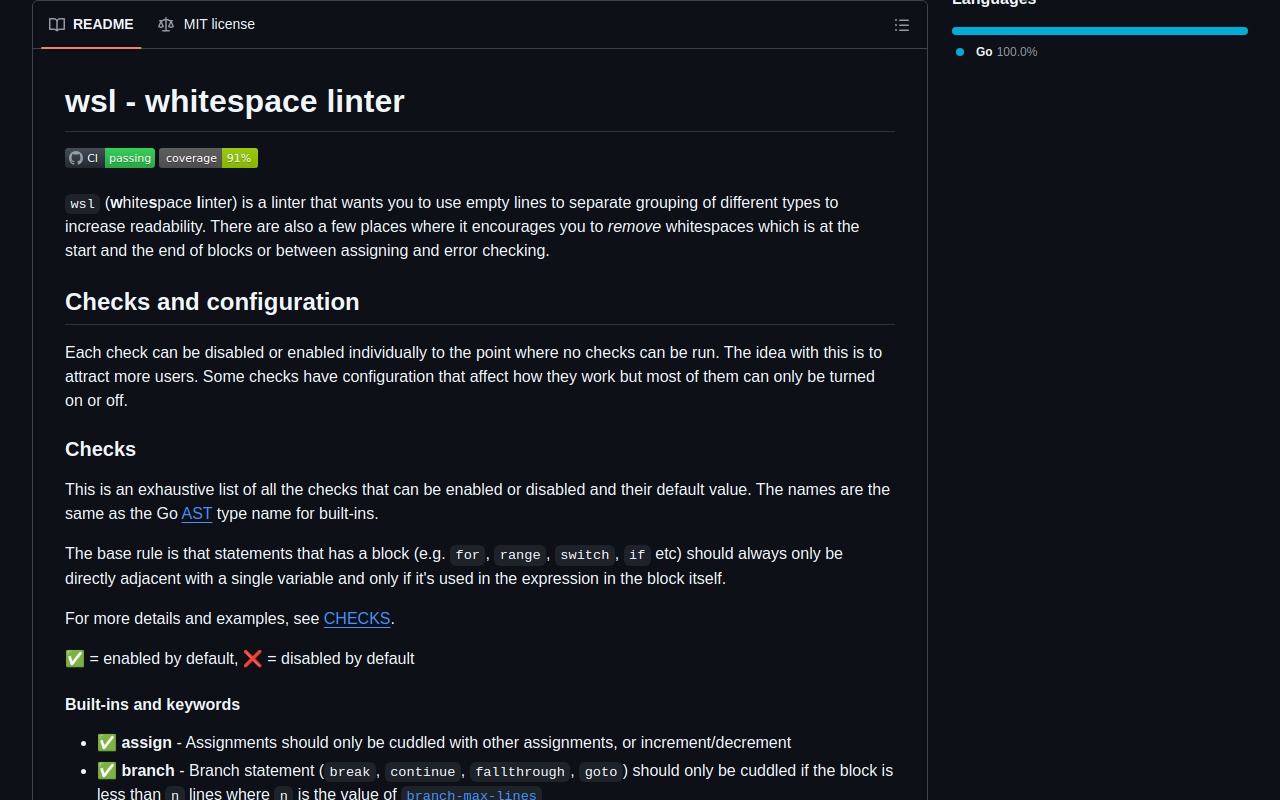 Languages
README MIT license
Go 100.0%
wsl - whitespace linter
CI passing coverage 91%
wsl (whitespace linter) is a linter that wants you to use empty lines to separate grouping of different types to
increase readability. There are also a few places where it encourages you to remove whitespaces which is at the
start and the end of blocks or between assigning and error checking.
Checks and configuration
Each check can be disabled or enabled individually to the point where no checks can be run. The idea with this is to
attract more users. Some checks have configuration that affect how they work but most of them can only be turned
on or off.
Checks
This is an exhaustive list of all the checks that can be enabled or disabled and their default value. The names are the
same as the Go AST type name for built-ins.
The base rule is that statements that has a block (e.g. for, range, switch, if etc) should always only be
directly adjacent with a single variable and only if it's used in the expression in the block itself.
For more details and examples, see CHECKS.
✅ = enabled by default, ❌ = disabled by default
Built-ins and keywords
• ✅ assign - Assignments should only be cuddled with other assignments, or increment/decrement
• ✅ branch - Branch statement (break, continue, fallthrough, goto) should only be cuddled if the block is
less than n lines where n is the value of branch-max-lines